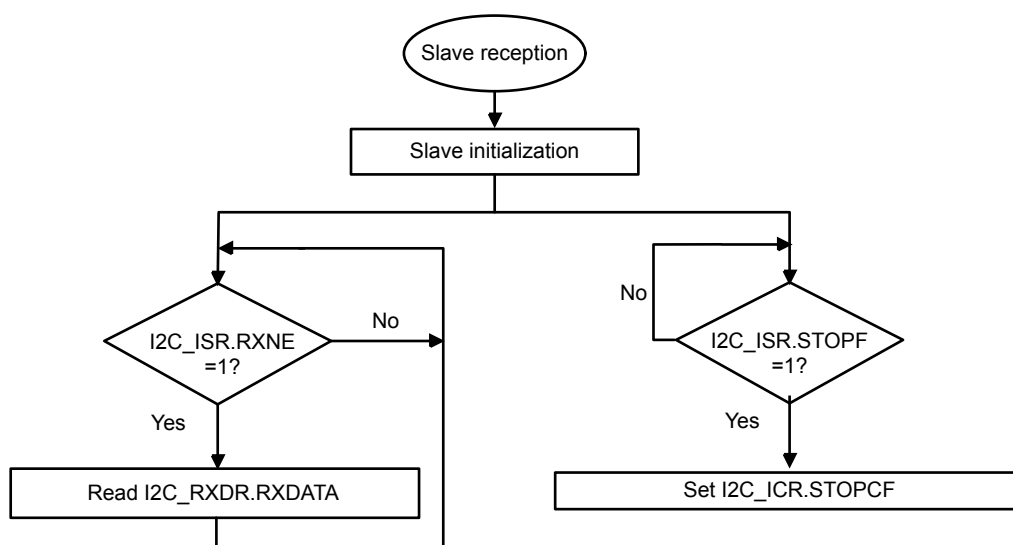 Slave reception
Slave initialization
I2C_ISR.RXNE
=1?
No
Yes
Read I2C_RXDR.RXDATA
No
I2C_ISR.STOPF
=1?
Yes
Set I2C_ICR.STOPCF